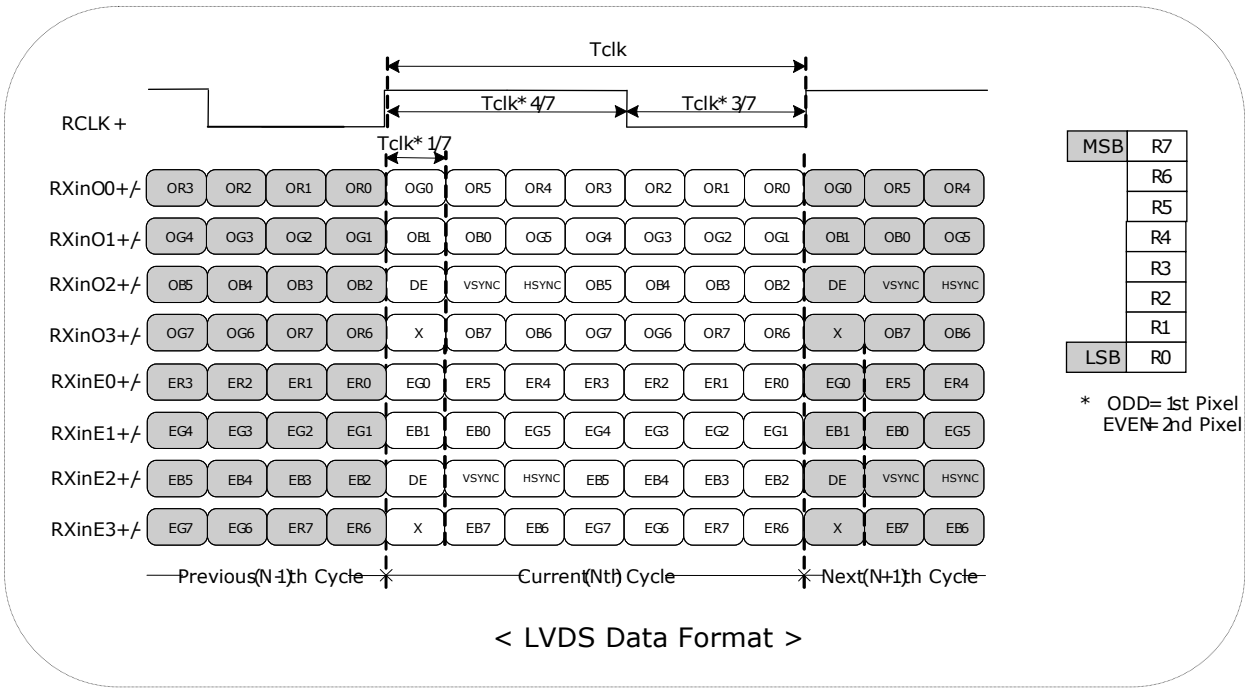 Tclk
Tclk* 4/7 Tclk* 3/7
RCLK +
Tclk* 1/7
RXinO0+/- OR3 OR2 OR1 OR0 OG0 OR5 OR4 OR3 OR2 OR1 OR0 OG0 OR5 OR4
RXinO1+/- OG4 OG3 OG2 OG1 OB1 OB0 OG5 OG4 OG3 OG2 OG1 OB1 OB0 OG5
RXinO2+/- OB5 OB4 OB3 OB2 DE VSYNC HSYNC OB5 OB4 OB3 OB2 DE VSYNC HSYNC
RXinO3+/- OG7 OG6 OR7 OR6 X OB7 OB6 OG7 OG6 OR7 OR6 X OB7 OB6
RXinE0+/- ER3 ER2 ER1 ER0 EG0 ER5 ER4 ER3 ER2 ER1 ER0 EG0 ER5 ER4
RXinE1+/- EG4 EG3 EG2 EG1 EB1 EB0 EG5 EG4 EG3 EG2 EG1 EB1 EB0 EG5
RXinE2+/- EB5 EB4 EB3 EB2 DE VSYNC HSYNC EB5 EB4 EB3 EB2 DE VSYNC HSYNC
RXinE3+/- EG7 EG6 ER7 ER6 X EB7 EB6 EG7 EG6 ER7 ER6 X EB7 EB6
Previous(N-1)th Cycle Current(Nth) Cycle Next(N+1)th Cycle
MSB R7
R6
R5
R4
R3
R2
R1
LSB R0
* ODD= 1st Pixel
EVEN= 2nd Pixel
< LVDS Data Format >